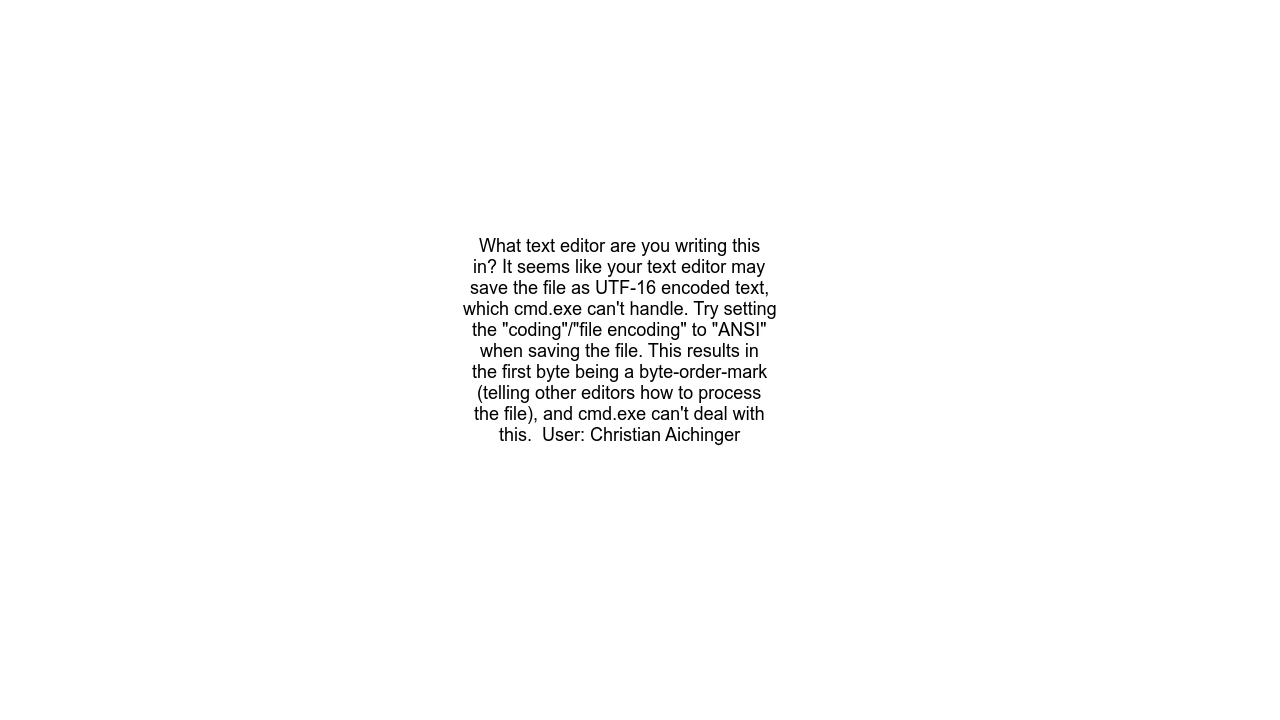 What text editor are you writing this
in? It seems like your text editor may
save the file as UTF-16 encoded text,
which cmd.exe can't handle. Try setting
the "coding"/"file encoding" to "ANSI"
when saving the file. This results in
the first byte being a byte-order-mark
(telling other editors how to process
the file), and cmd.exe can't deal with
this.  User: Christian Aichinger